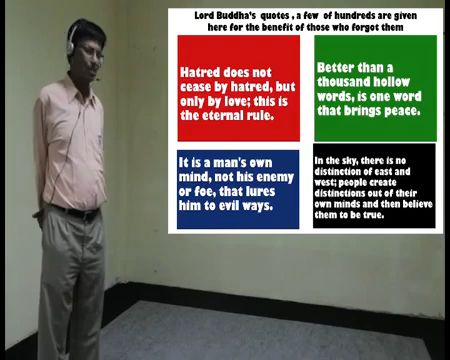 Lord Buddha's quotes , a few of hundreds are given
here for the benefit of those who forgot them
Hatred does not
cease by hatred, but
only by love; this is
the eternal rule.
Better than a
thousand hollow
words, is one word
that brings peace.
It is a man's own
mind, not his enemy
or foe, that lures
him to evil ways.
In the sky, there is no
distinction of east and
west; people create
distinctions out of their
own minds and then believe
them to be true.